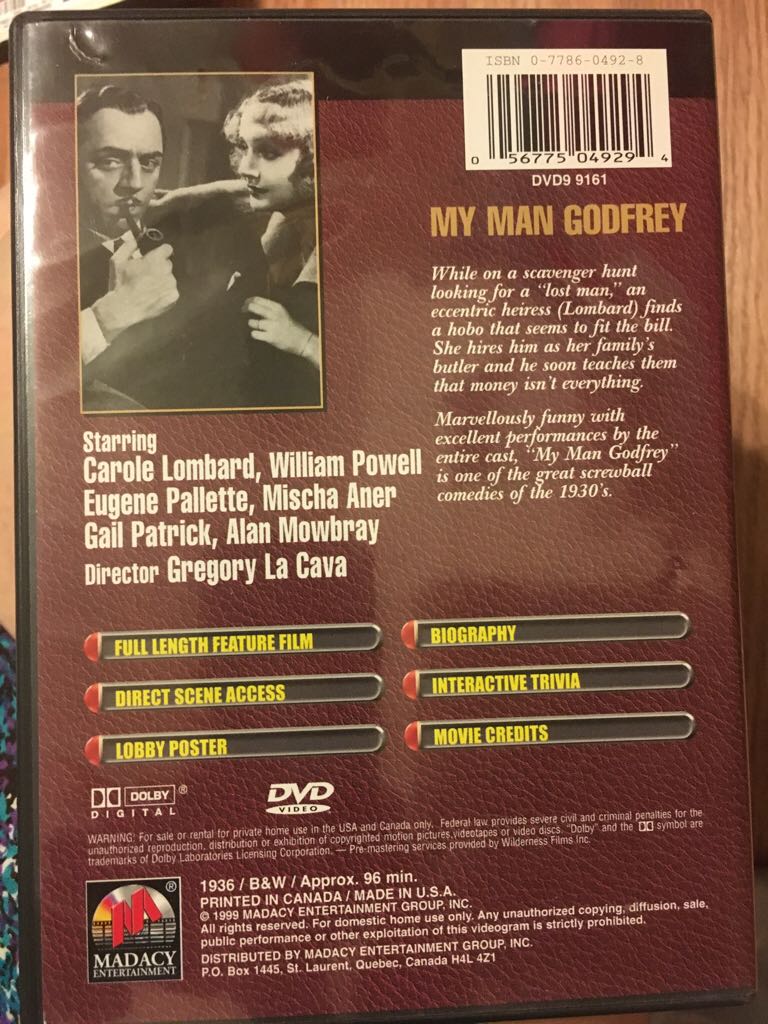 ISBN 0-7786-0492-8
0 56775 04929 4
DVD9 9161
MY MAN GODFREY
While on a scavenger hunt
looking for a "lost man," an
eccentric heiress (Lombard) finds
a hobo that seems to fit the bill.
She hires him as her family's
butler and he soon teaches them
that money isn't everything.
Marvellously funny with
excellent performances by the
entire cast, "My Man Godfrey"
is one of the great screwball
comedies of the 1930's.
Starring
Carole Lombard, William Powell
Eugene Pallette, Mischa Aner
Gail Patrick, Alan Mowbray
Director Gregory La Cava
FULL LENGTH FEATURE FILM
DIRECT SCENE ACCESS
LOBBY POSTER
BIOGRAPHY
INTERACTIVE TRIVIA
MOVIE CREDITS
DOLBY ®
DIGITAL
DVD
VIDEO
WARNING: For sale or rental for private home use in the USA and Canada only. Federal law provides severe civil and criminal penalties for the
unauthorized reproduction, distribution or exhibition of copyrighted motion pictures,videotapes or video discs. "Dolby" and the symbol are
trademarks of Dolby Laboratories Licensing Corporation. — Pre-mastering services provided by Wilderness Films Inc.
®
MADACY
ENTERTAINMENT
1936 / B&W / Approx. 96 min.
PRINTED IN CANADA / MADE IN U.S.A.
© 1999 MADACY ENTERTAINMENT GROUP, INC.
All rights reserved. For domestic home use only. Any unauthorized copying, diffusion, sale,
public performance or other exploitation of this videogram is strictly prohibited.
DISTRIBUTED BY MADACY ENTERTAINMENT GROUP, INC.
P.O. Box 1445, St. Laurent, Quebec, Canada H4L 4Z1